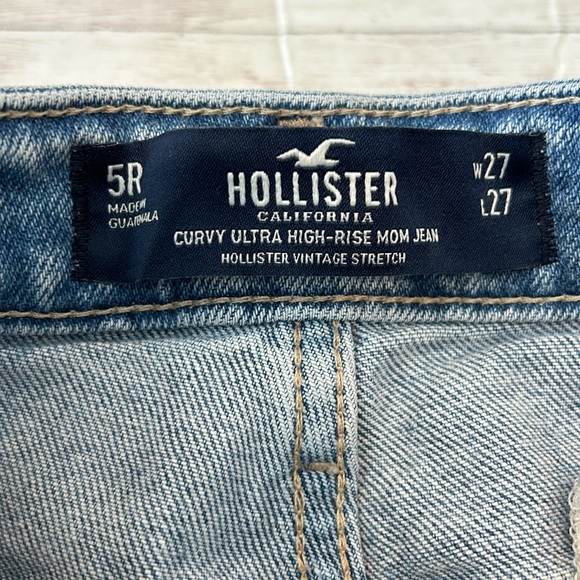 5R
MADE IN
GUATEMALA
HOLLISTER
CALIFORNIA
CURVY ULTRA HIGH-RISE MOM JEAN
HOLLISTER VINTAGE STRETCH
W27
L27